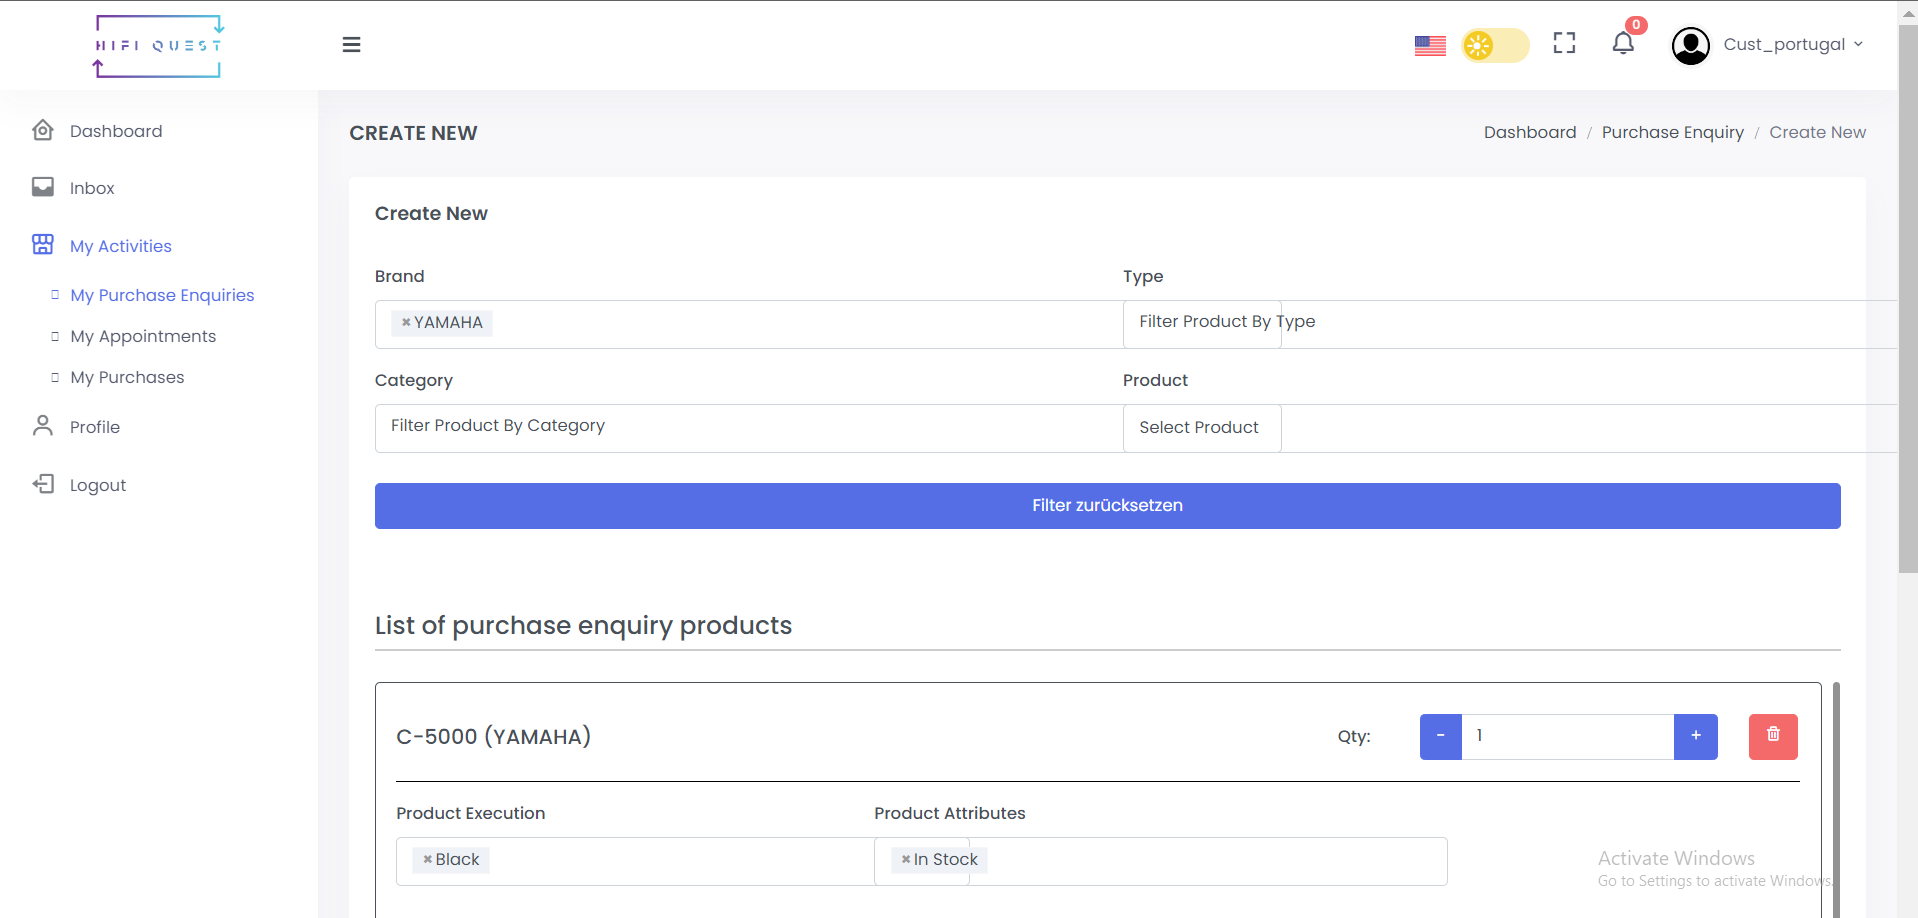 HIFI QUEST
0
Cust_portugal
Dashboard
Inbox
My Activities
My Purchase Enquiries
My Appointments
My Purchases
Profile
Logout
CREATE NEW
Dashboard / Purchase Enquiry / Create New
Create New
Brand
Type
×YAMAHA
Filter Product By Type
Category
Product
Filter Product By Category
Select Product
Filter zurücksetzen
List of purchase enquiry products
C-5000 (YAMAHA)
Qty:
- 1 +
Product Execution
Product Attributes
×Black
×In Stock
Activate Windows
Go to Settings to activate Windows.